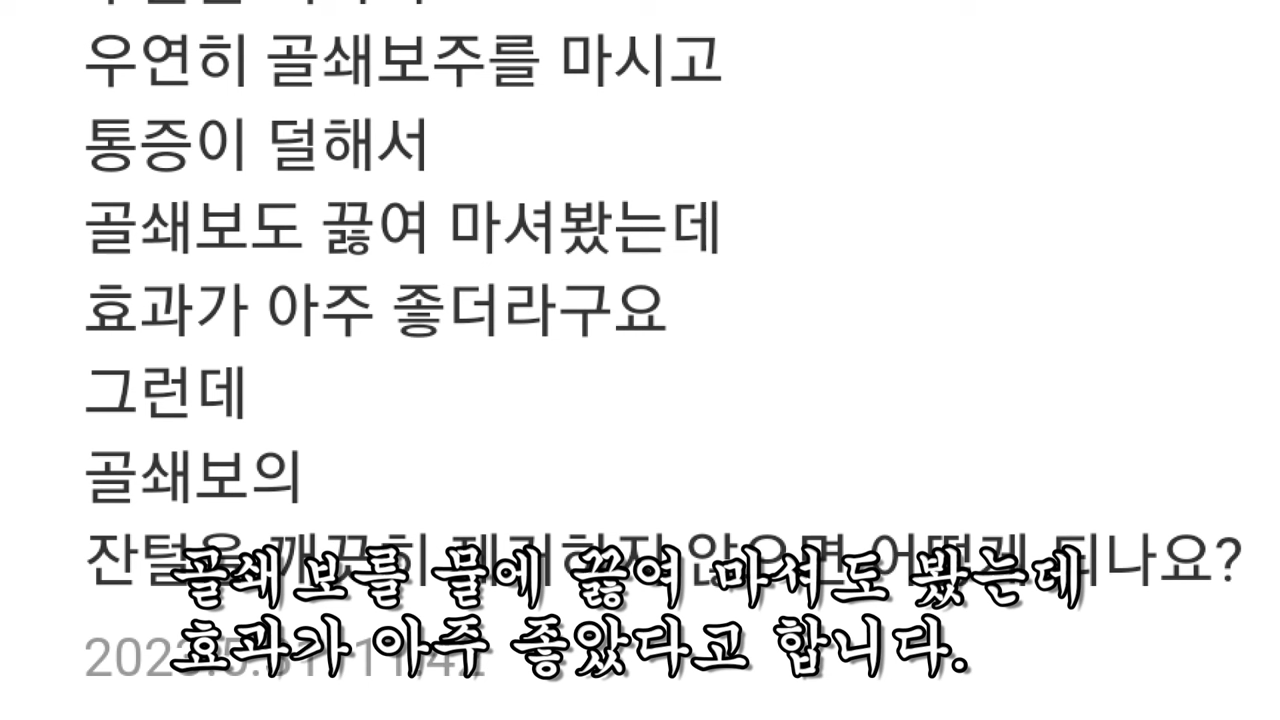 우연히 골쇄보주를 마시고
통증이 덜해서
골쇄보도 끓여 마셔봤는데
효과가 아주 좋더라구요
그런데
골쇄보의
잔털을 깨끗히 제거하지 않으면 어떻게 되나요?
골쇄보를 물에 끓여 마셔도 봤는데
효과가 아주 좋았다고 합니다.